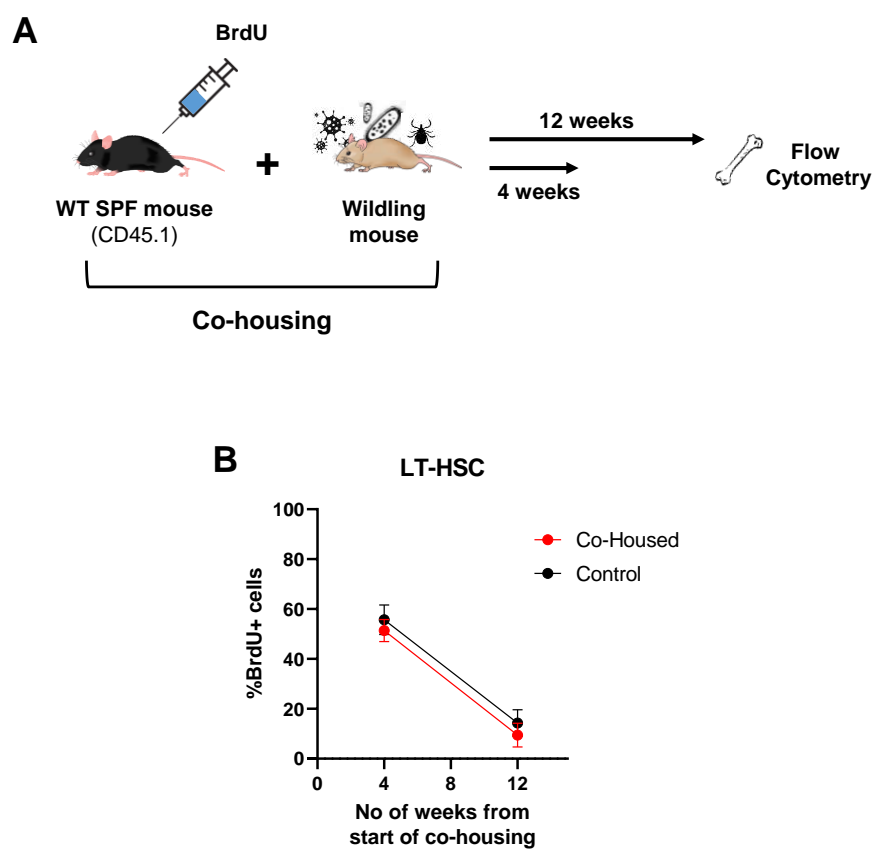 A
BrdU
12 weeks
4 weeks
Flow
Cytometry
+
WT SPF mouse
(CD45.1)
Wildling
mouse
Co-housing
B
LT-HSC
100
80
60
40
20
0
%BrdU+ cells
0 4 8 12
No of weeks from
start of co-housing
Co-Housed
Control